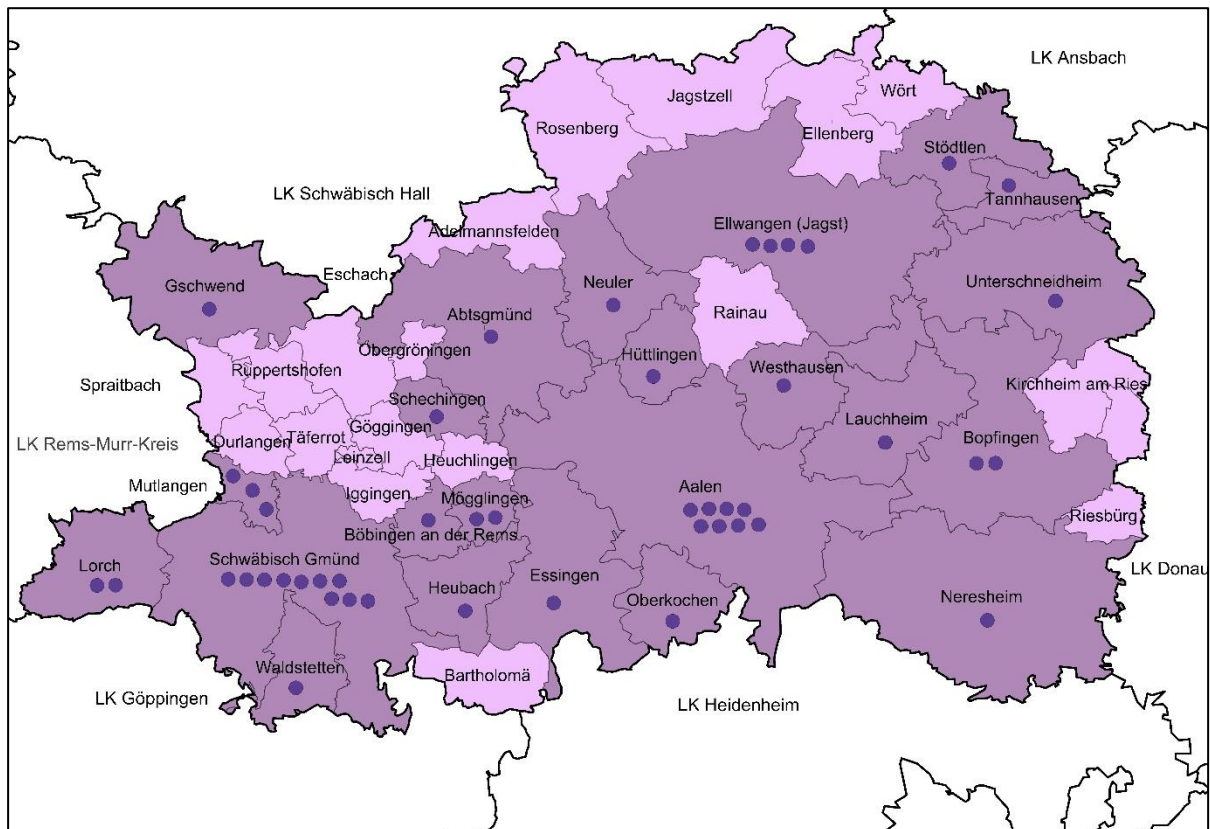 LK Ansbach
Wört
Jagstzell
Rosenberg
Ellenberg
Stödtlen
LK Schwäbisch Hall
Tannhausen
Ellwangen (Jagst)
Adelmannsfelden
Eschach
Gschwend
Neuler
Unterschneidheim
Abtsgmünd
Rainau
Obergröningen
Hüttlingen
Ruppertshofen
Westhausen
Spraitbach
Kirchheim am Ries
Schechingen
Lauchheim
Göggingen
Täferrot
Durlangen
Bopfingen
LK Rems-Murr-Kreis
Leinzell
Heuchlingen
Mutlangen
Aalen
Iggingen
Mögglingen
Riesbürg
Böbingen an der Rems
Schwäbisch Gmünd
Lorch
LK Donau
Essingen
Heubach
Neresheim
Oberkochen
Waldstetten
Bartholomä
LK Göppingen
LK Heidenheim